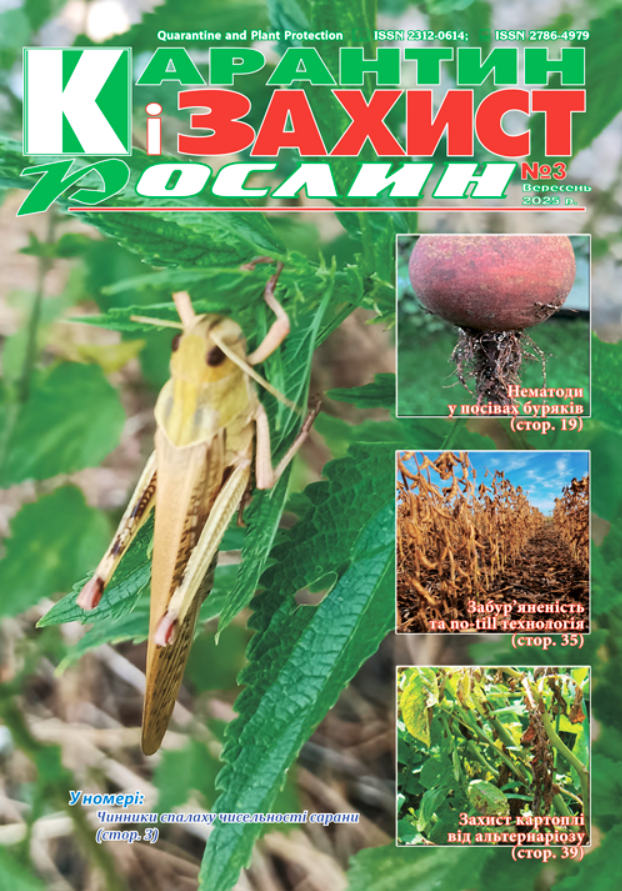 Quarantine and Plant Protection ISSN 2312-0614; ISSN 2786-4979
КАРАНТИН
і ЗАХИСТ
РОСЛИН №3
Вересень
2025 р.
Нематоди
у посівах буряків
(стор. 19)
Забур'яненість
та no-till технологія
(стор. 35)
Захист картоплі
від альтернаріозу
(стор. 39)
У номері:
Чинники спалаху чисельності сарани
(стор. 3)